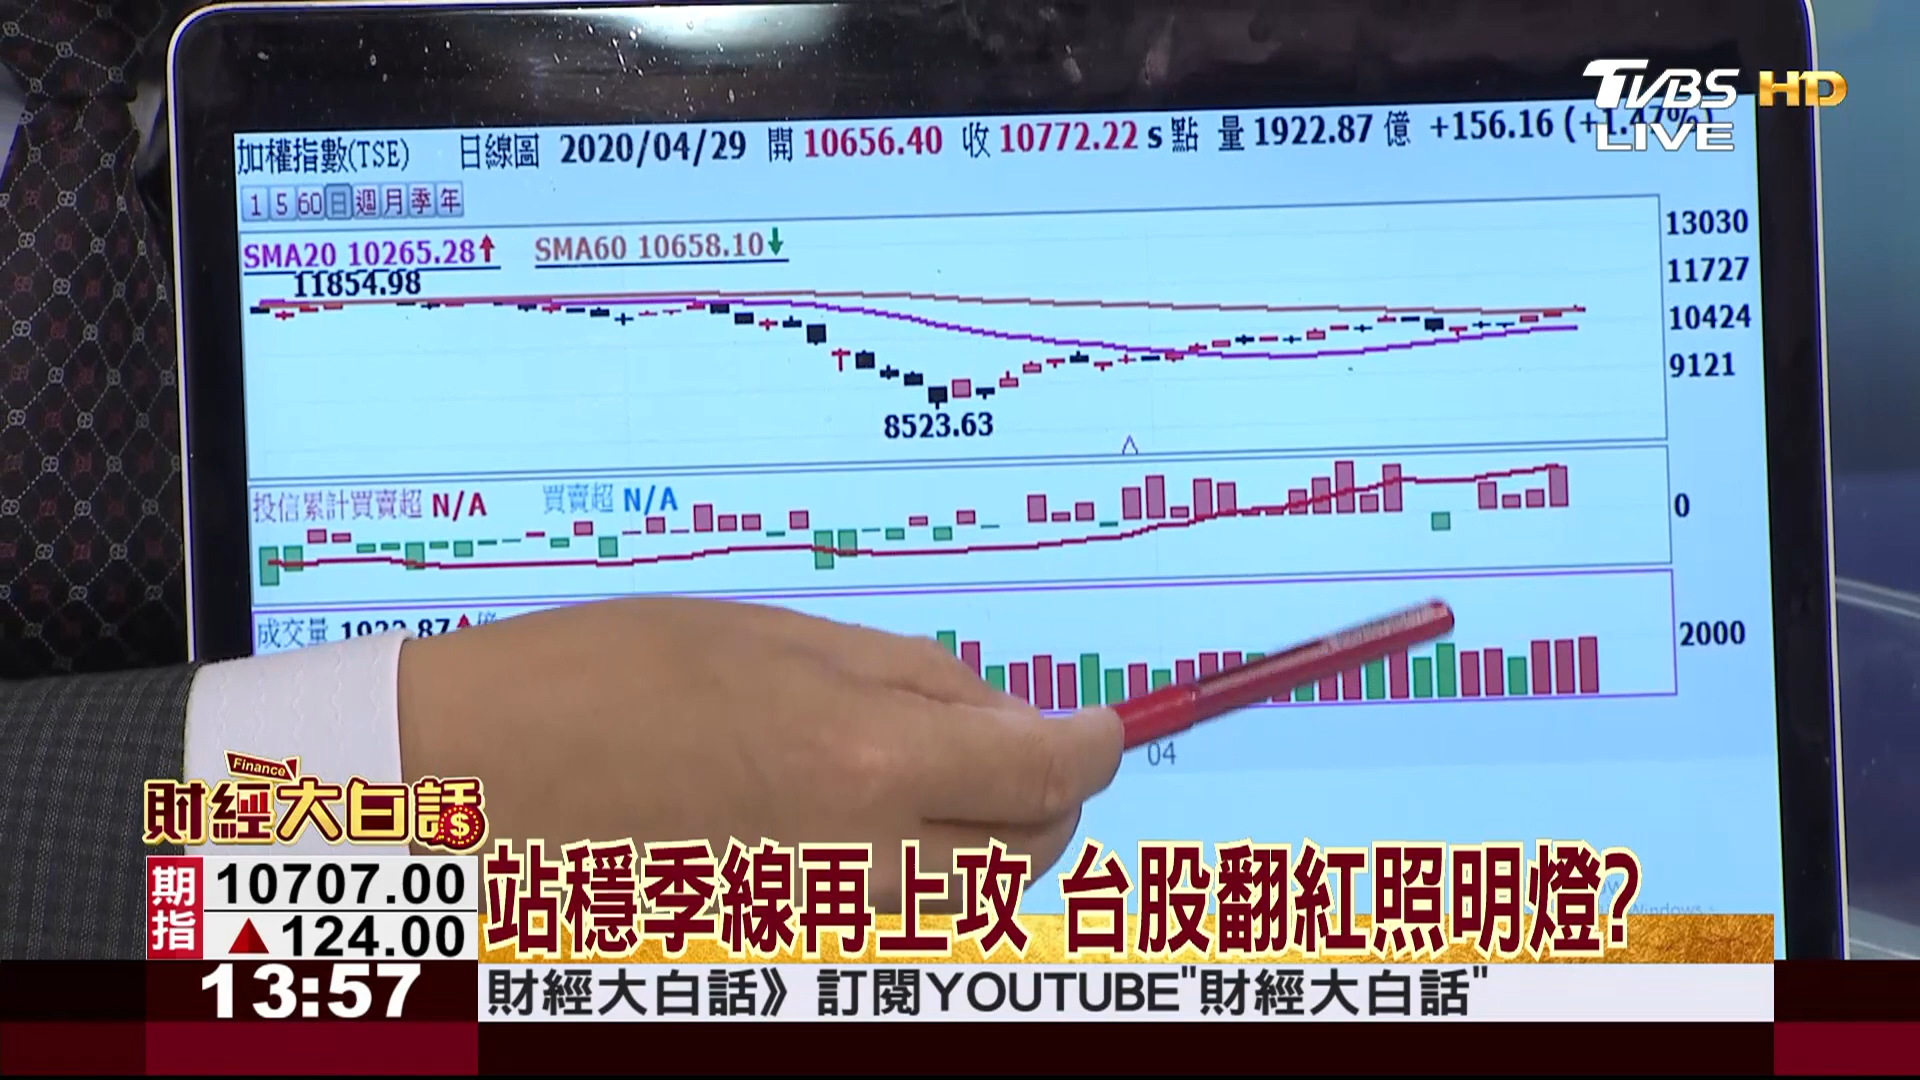 TVBS HD
LIVE
加權指數(TSE) 日線圖 2020/04/29 開 10656.40 收 10772.22 s 點 量 1922.87 億 +156.16 (+1.47%)
1 5 60 日 週 月 季 年
SMA20 10265.28 SMA60 10658.10
11854.98
13030
11727
10424
9121
8523.63
投信累計買賣超 N/A 買賣超 N/A
0
成交量 1922.87 億
2000
04
Finance
財經大白話
期指 10707.00
▲124.00
站穩季線再上攻 台股翻紅照明燈?
13:57
財經大白話》訂閱YOUTUBE"財經大白話"